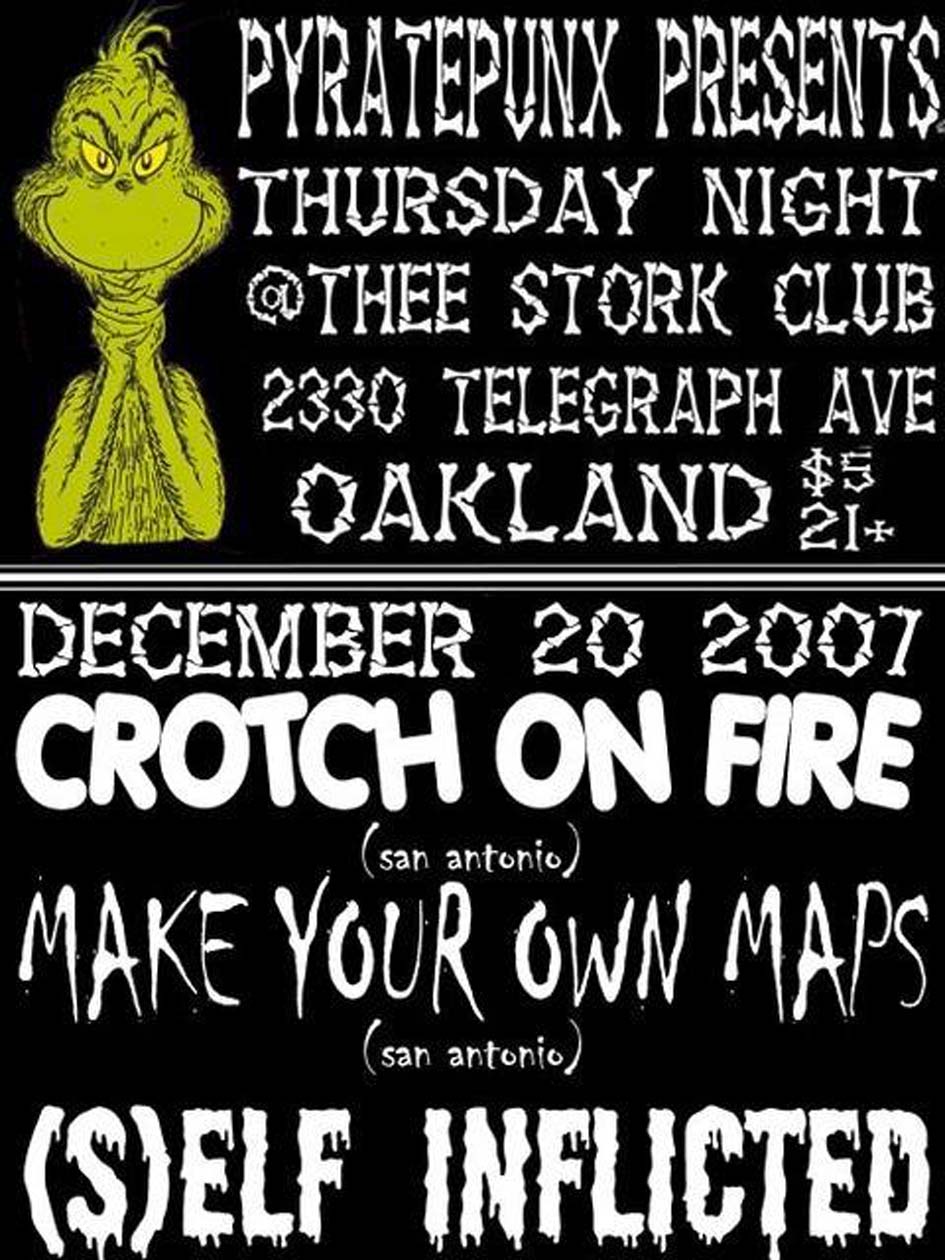 PYRATEPUNX PRESENTS
THURSDAY NIGHT
@THEE STORK CLUB
2330 TELEGRAPH AVE
OAKLAND $5 21+
DECEMBER 20 2007
CROTCH ON FIRE
(san antonio)
MAKE YOUR OWN MAPS
(san antonio)
(S)ELF INFLICTED